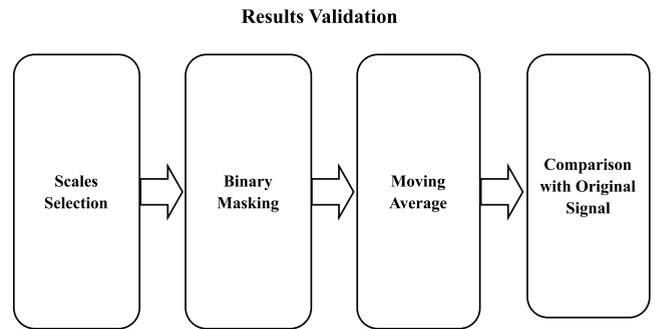 Results Validation
Scales
Selection
Binary
Masking
Moving
Average
Comparison
with Original
Signal